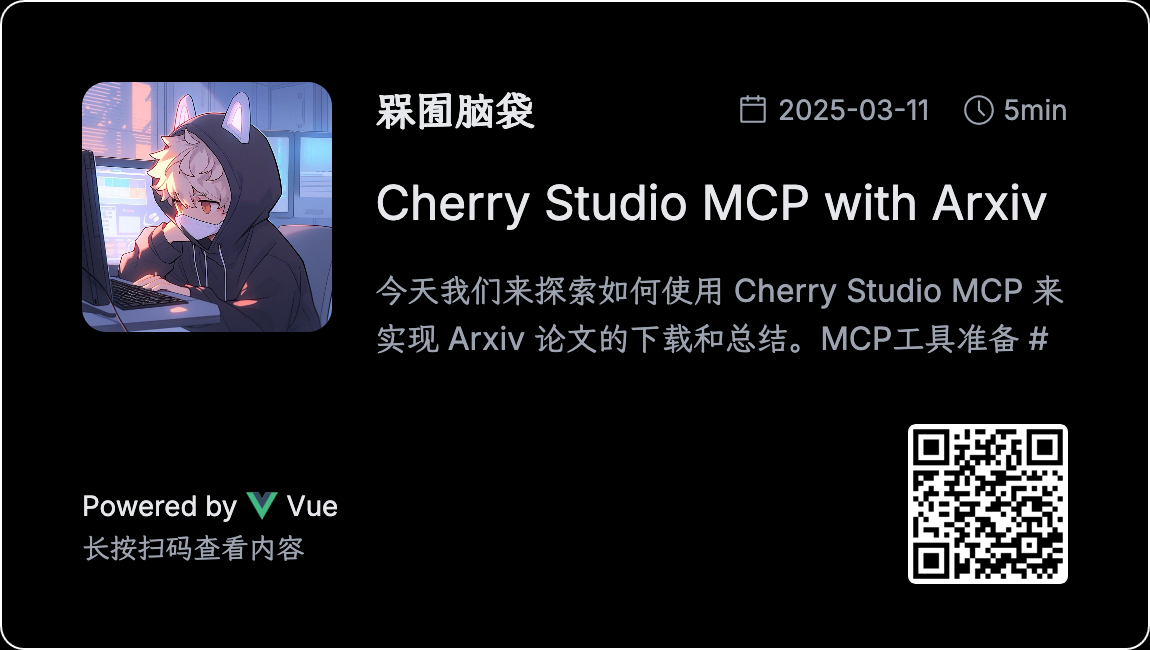 槑囿脑袋 2025-03-11 5min
Cherry Studio MCP with Arxiv
今天我们来探索如何使用 Cherry Studio MCP 来
实现 Arxiv 论文的下载和总结。MCP工具准备 #
Powered by Vue
长按扫码查看内容